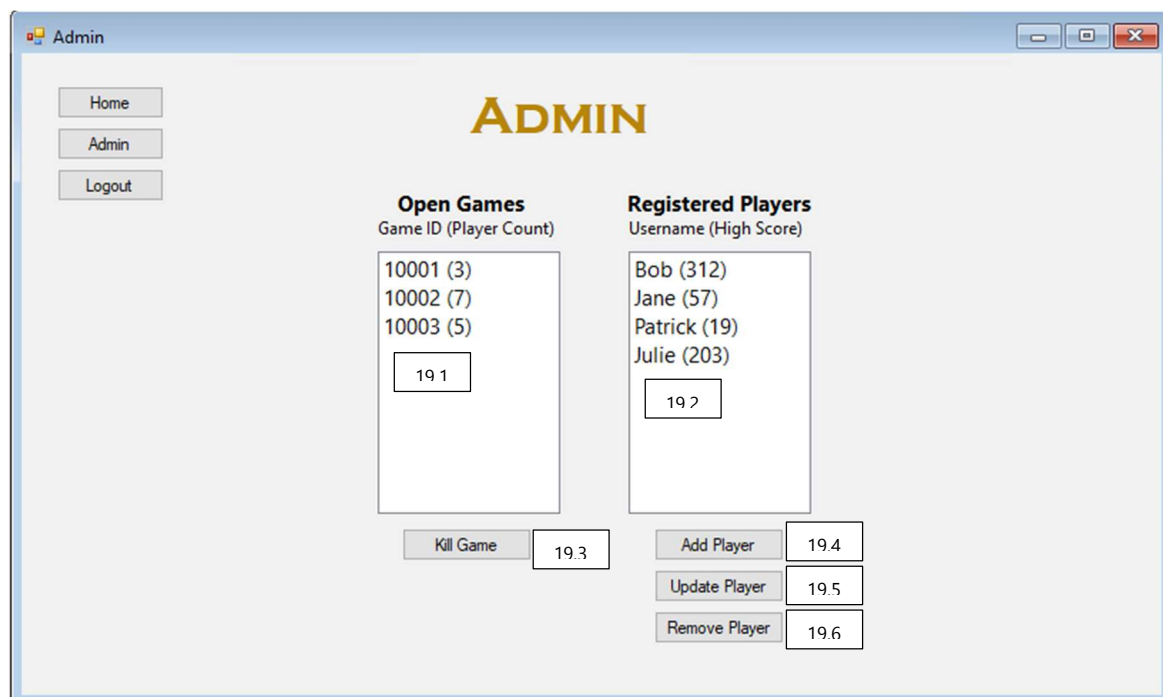 Admin
Home
Admin
Logout
ADMIN
Open Games
Game ID (Player Count)
10001 (3)
10002 (7)
10003 (5)
19.1
Registered Players
Username (High Score)
Bob (312)
Jane (57)
Patrick (19)
Julie (203)
19.2
Kill Game
19.3
Add Player
19.4
Update Player
19.5
Remove Player
19.6